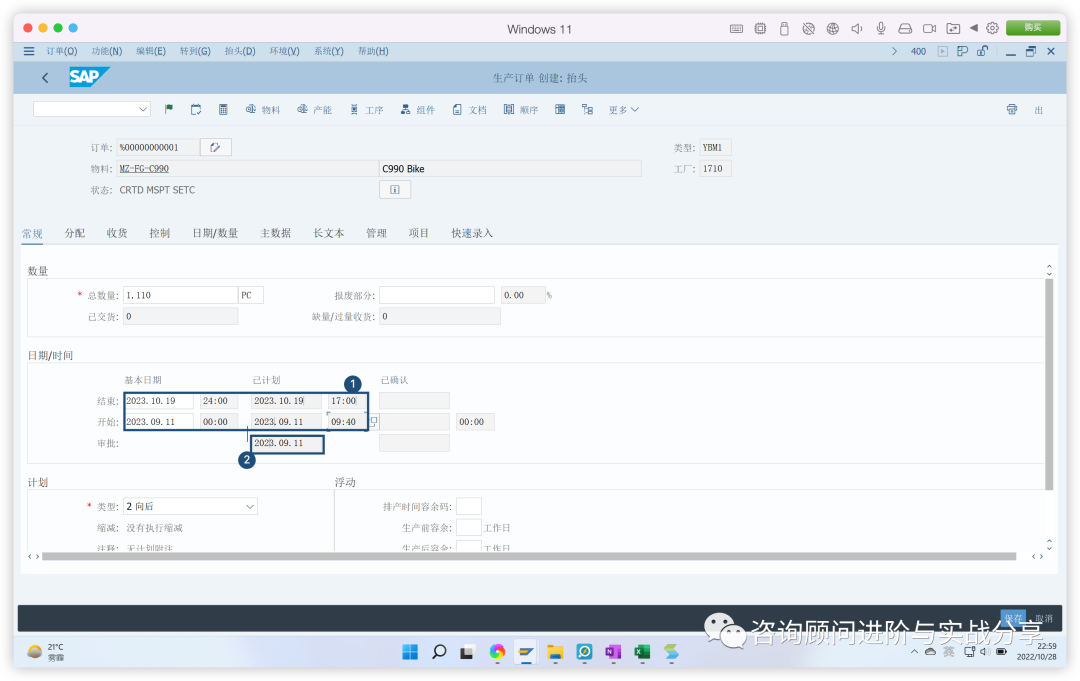 Windows 11
购买
订单(O) 功能(N) 编辑(E) 转到(G) 抬头(D) 环境(V) 系统(Y) 帮助(H) 400
SAP 生产订单 创建: 抬头
物料 产能 工序 组件 文档 顺序 更多 出
订单: %00000000001 类型: YBM1
物料: MZ-FG-C990 C990 Bike 工厂: 1710
状态: CRTD MSPT SETC
常规 分配 收货 控制 日期/数量 主数据 长文本 管理 项目 快速录入
数量
* 总数量: 1,110 PC 报废部分: 0.00 %
已交货: 0 缺量/过量收货: 0
日期/时间
基本日期 已计划 1 已确认
结束: 2023.10.19 24:00 2023.10.19 17:00
开始: 2023.09.11 00:00 2023.09.11 09:40 00:00
审批: 2023.09.11
2
计划 浮动
* 类型: 2 向后 排产时间容余码:
缩减: 没有执行缩减 生产前容余: 工作日
注释: 无计划附注 生产后容余: 工作日
保存 取消
咨询顾问进阶与实战分享
21°C
雾霾
英
22:59
2022/10/28